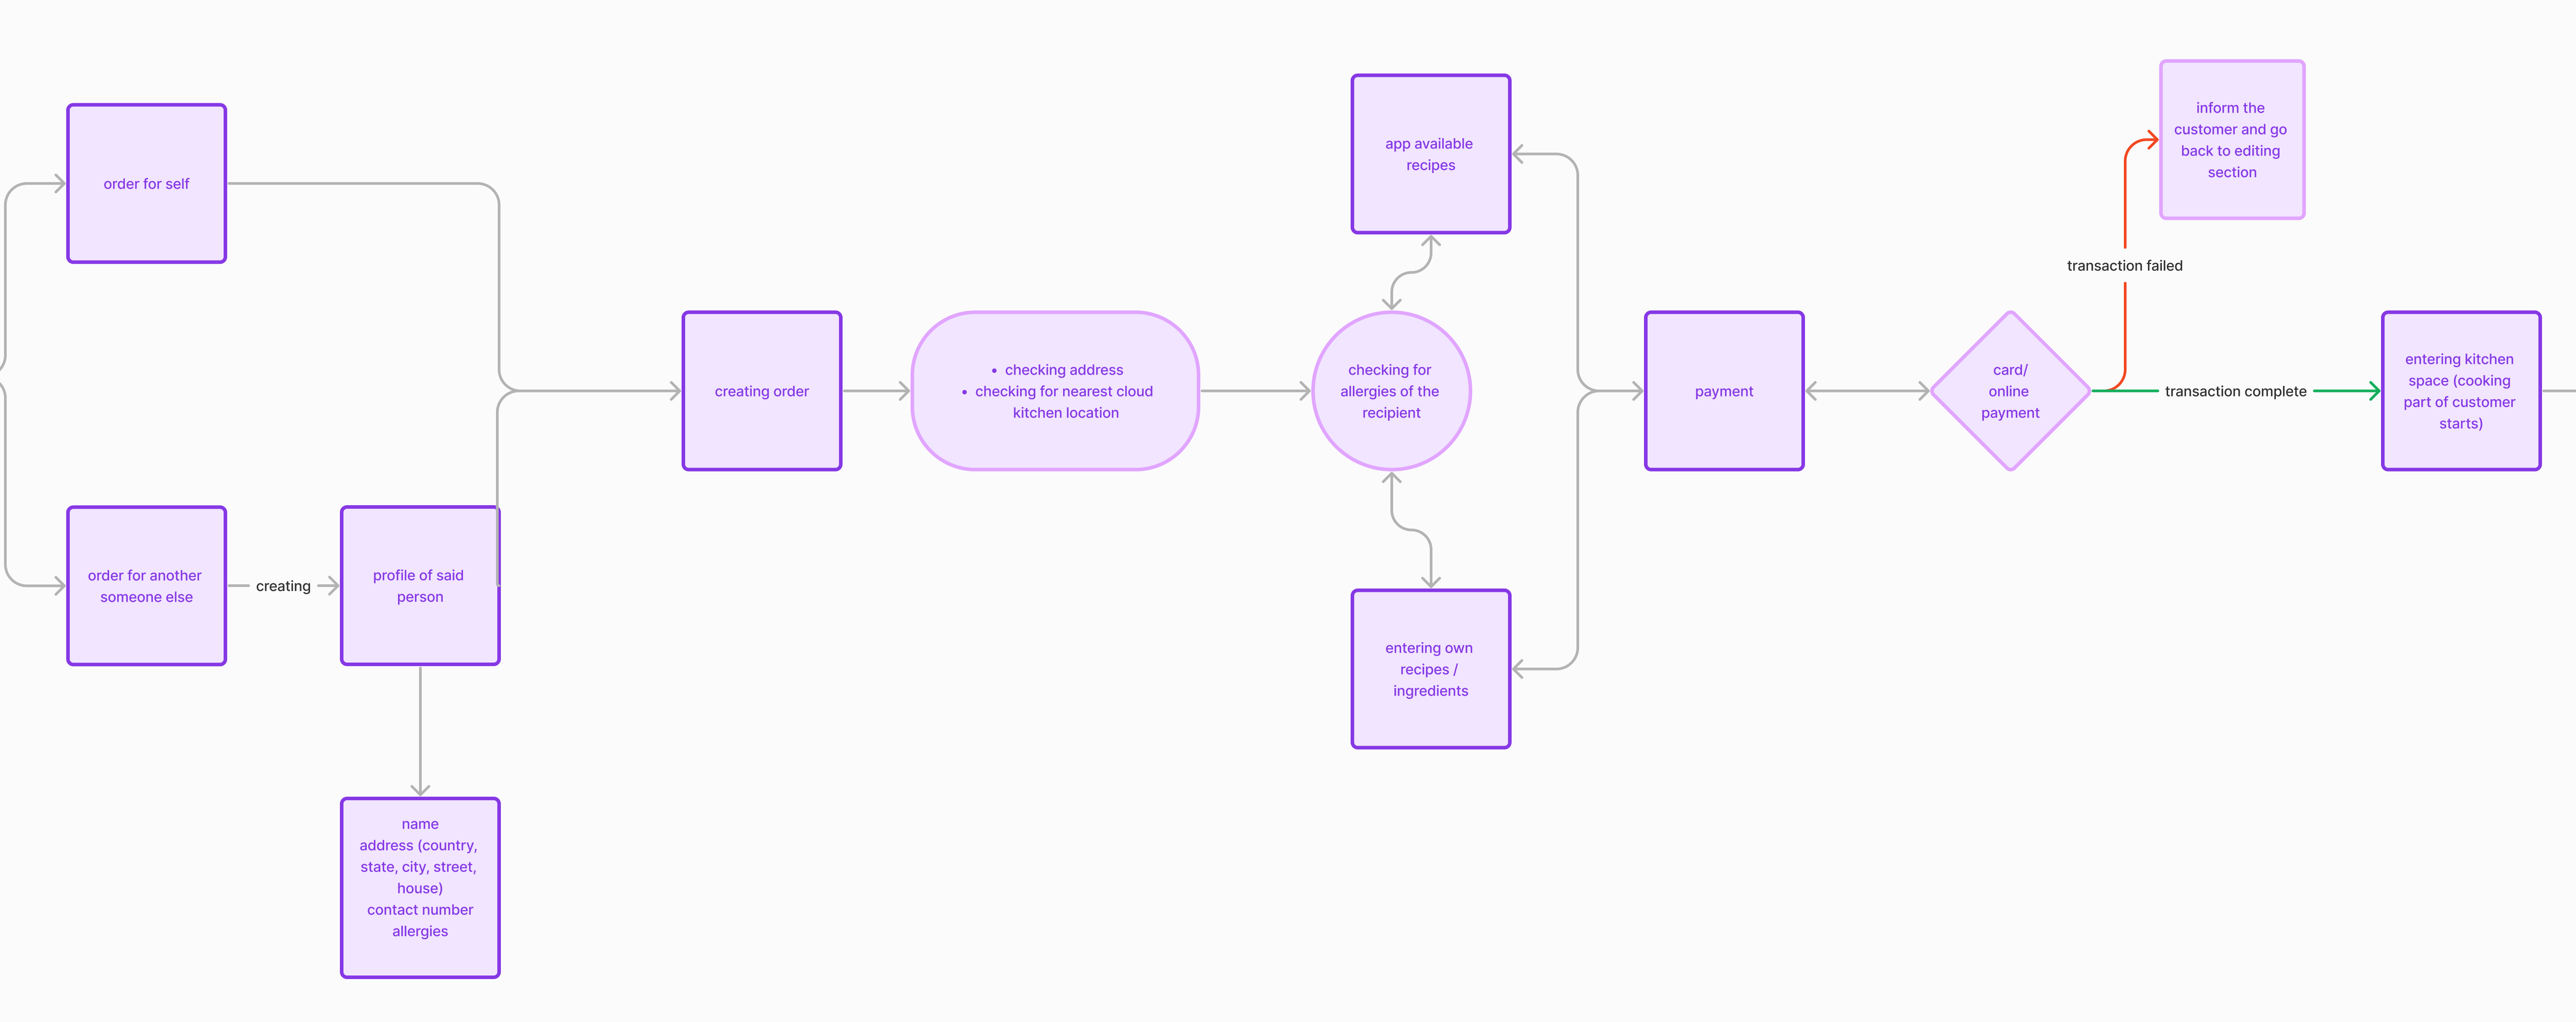 order for self
order for another
someone else
creating
profile of said
person
name
address (country,
state, city, street,
house)
contact number
allergies
creating order
• checking address
• checking for nearest cloud
kitchen location
checking for
allergies of the
recipient
app available
recipes
entering own
recipes /
ingredients
payment
card/
online
payment
transaction failed
inform the
customer and go
back to editing
section
transaction complete
entering kitchen
space (cooking
part of customer
starts)